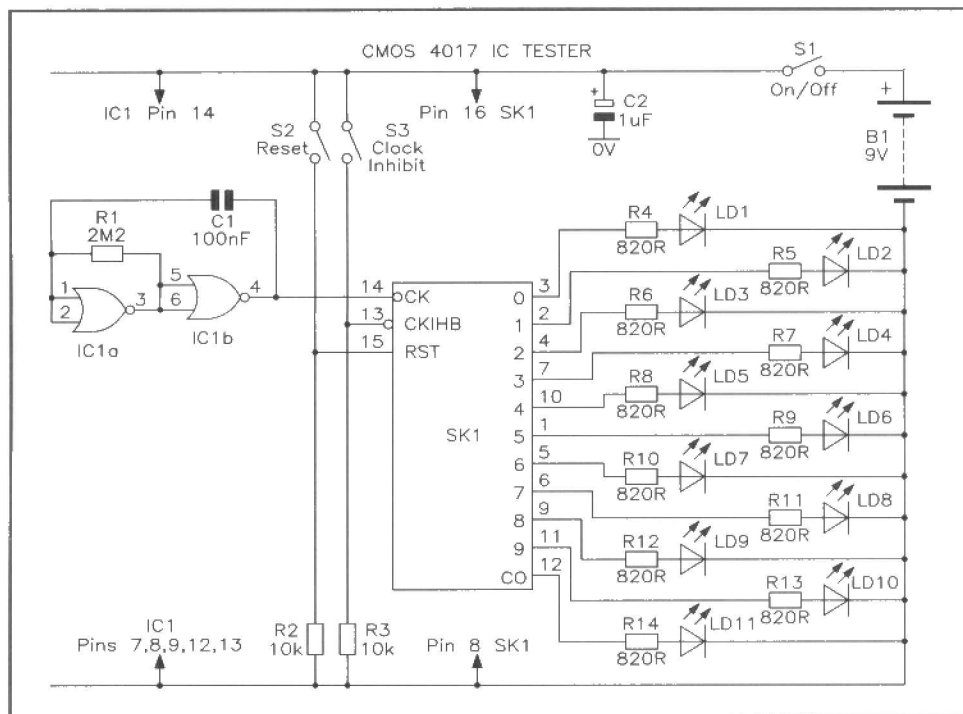 CMOS 4017 IC TESTER
S1
On/Off
+
B1
9V
IC1 Pin 14
Pin 16 SK1
+
C2
1uF
0V
S2
Reset
S3
Clock
Inhibit
C1
100nF
R1
2M2
1
2
3
IC1a
5
6
4
IC1b
14
13
15
CK
CKIHB
RST
SK1
0
1
2
3
4
5
6
7
8
9
CO
3
2
4
7
10
1
5
6
9
11
12
R4
820R
LD1
R5
820R
LD2
R6
820R
LD3
R7
820R
LD4
R8
820R
LD5
R9
820R
LD6
R10
820R
LD7
R11
820R
LD8
R12
820R
LD9
R13
820R
LD10
R14
820R
LD11
IC1
Pins 7,8,9,12,13
R2
10k
R3
10k
Pin 8 SK1